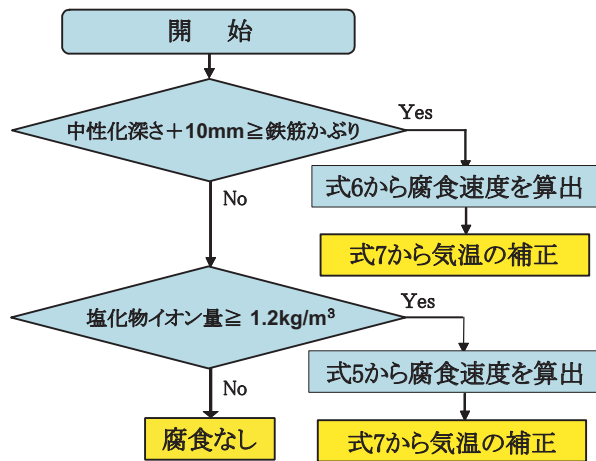 開 始
中性化深さ＋10mm≧鉄筋かぶり
Yes
式6から腐食速度を算出
式7から気温の補正
No
塩化物イオン量≧ 1.2kg/m³
Yes
式5から腐食速度を算出
式7から気温の補正
No
腐食なし